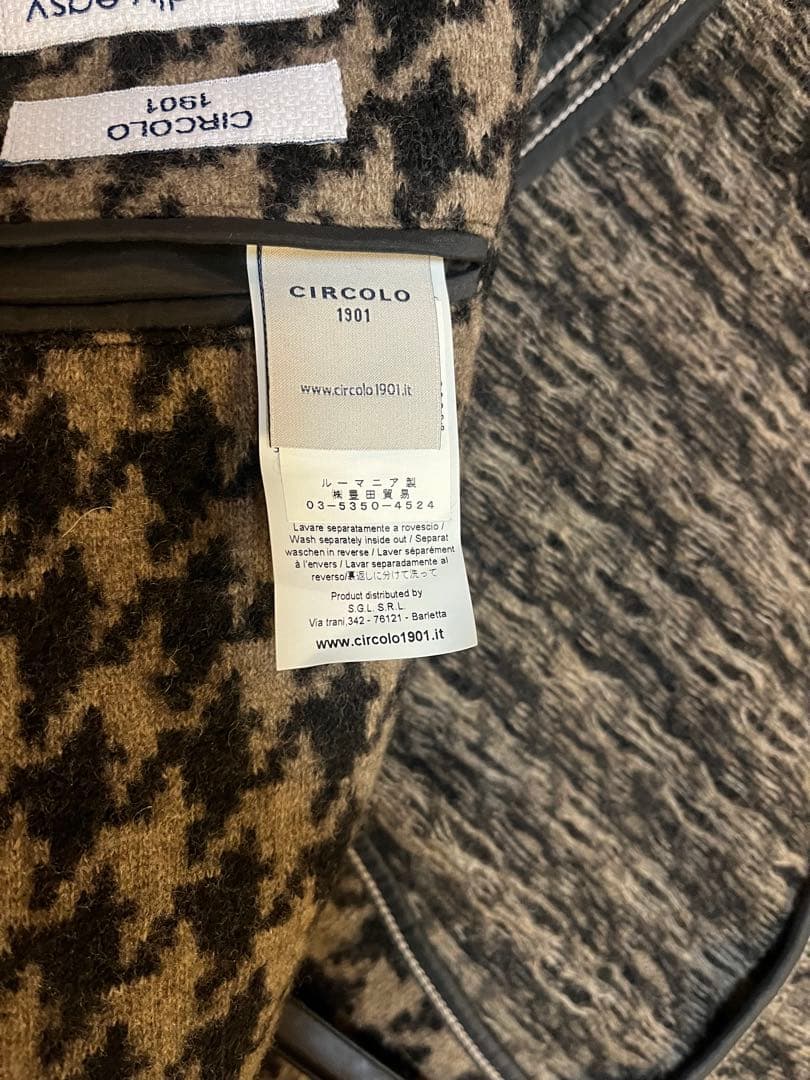 dly easy
CIRCOLO
1901
CIRCOLO
1901
www.circolo1901.it
ルーマニア製
㈱豊田貿易
03-5350-4524
Lavare separatamente a rovescio /
Wash separately inside out / Separat
waschen in reverse / Laver séparément
à l'envers / Lavar separadamente al
reverso/裏返しに分けて洗って
Product distributed by
S.G.L. S.R.L.
Via trani,342 - 76121 - Barletta
www.circolo1901.it